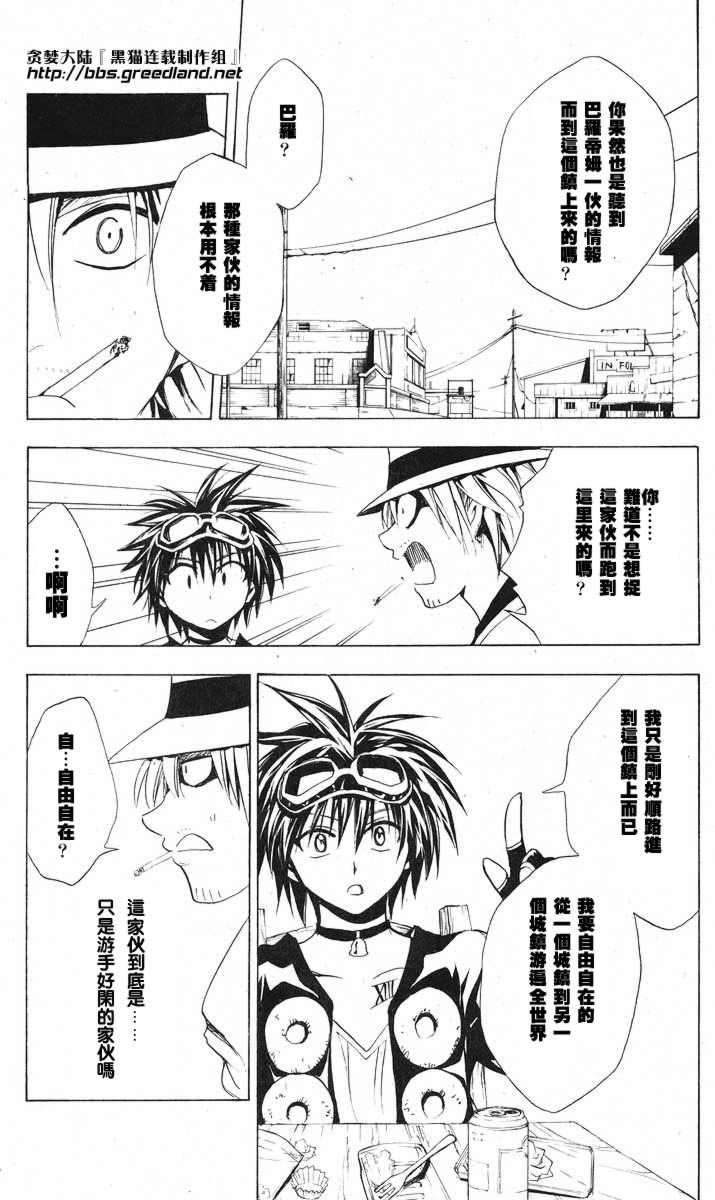 贪婪大陆『黑猫连载制作组』
http://bbs.greedland.net
你果然也是聽到
巴羅帝姆一伙的情報
而到這個鎮上來的嗎？
巴羅？
那種家伙的情報
根本用不着
IN FOL
你……
難道不是想捉
這家伙而跑到
這里來的嗎？
…啊啊
我只是剛好順路進
到這個鎮上而已
我要自由自在的
從一個城鎮到另一
個城鎮游遍全世界
XIII
自…自由自在？
這家伙到底是……
只是游手好閑的家伙嗎